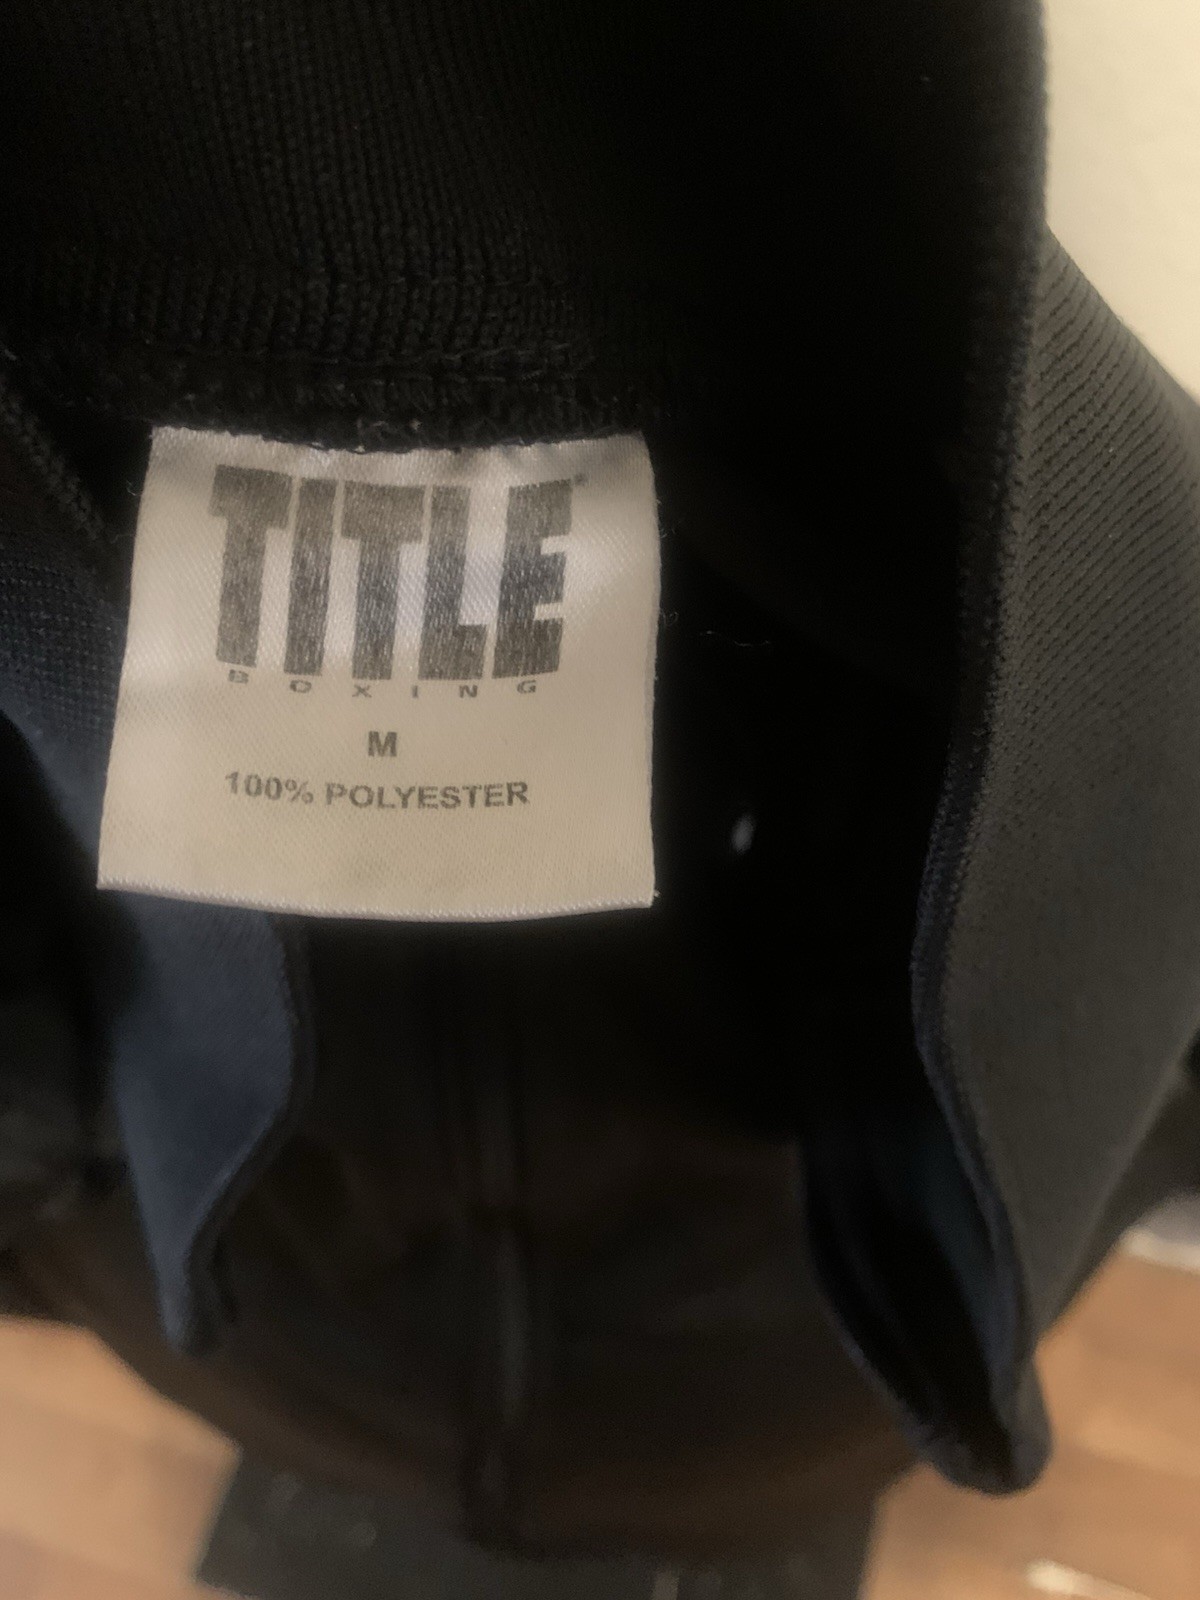 TITLE
BOXING
M
100% POLYESTER